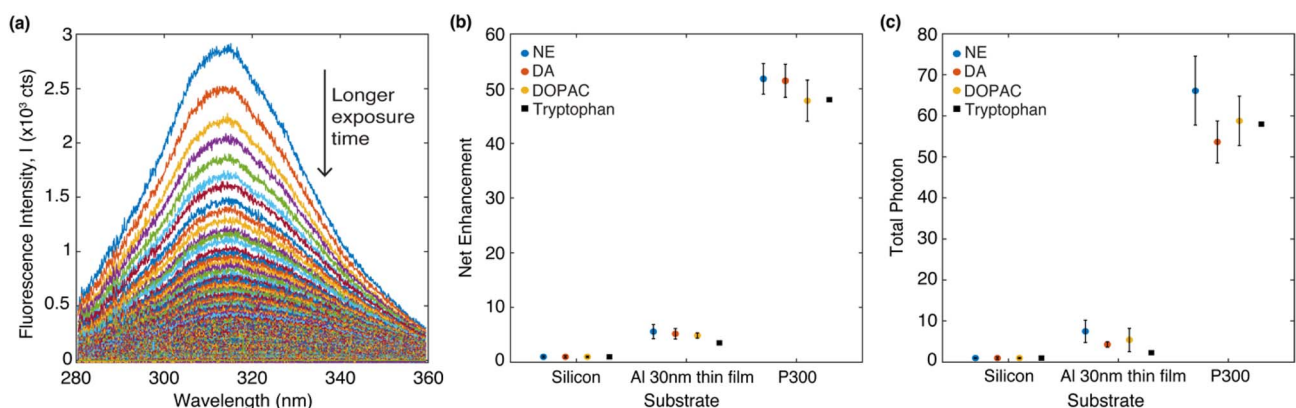 (a)
3
2.5
2
1.5
1
0.5
0
280
300
320
340
360
Fluorescence Intensity, I (x10³ cts)
Wavelength (nm)
Longer
exposure
time
(b)
60
50
40
30
20
10
0
Net Enhancement
NE
DA
DOPAC
Tryptophan
Silicon
Al 30nm thin film
P300
Substrate
(c)
80
70
60
50
40
30
20
10
0
Total Photon
NE
DA
DOPAC
Tryptophan
Silicon
Al 30nm thin film
P300
Substrate